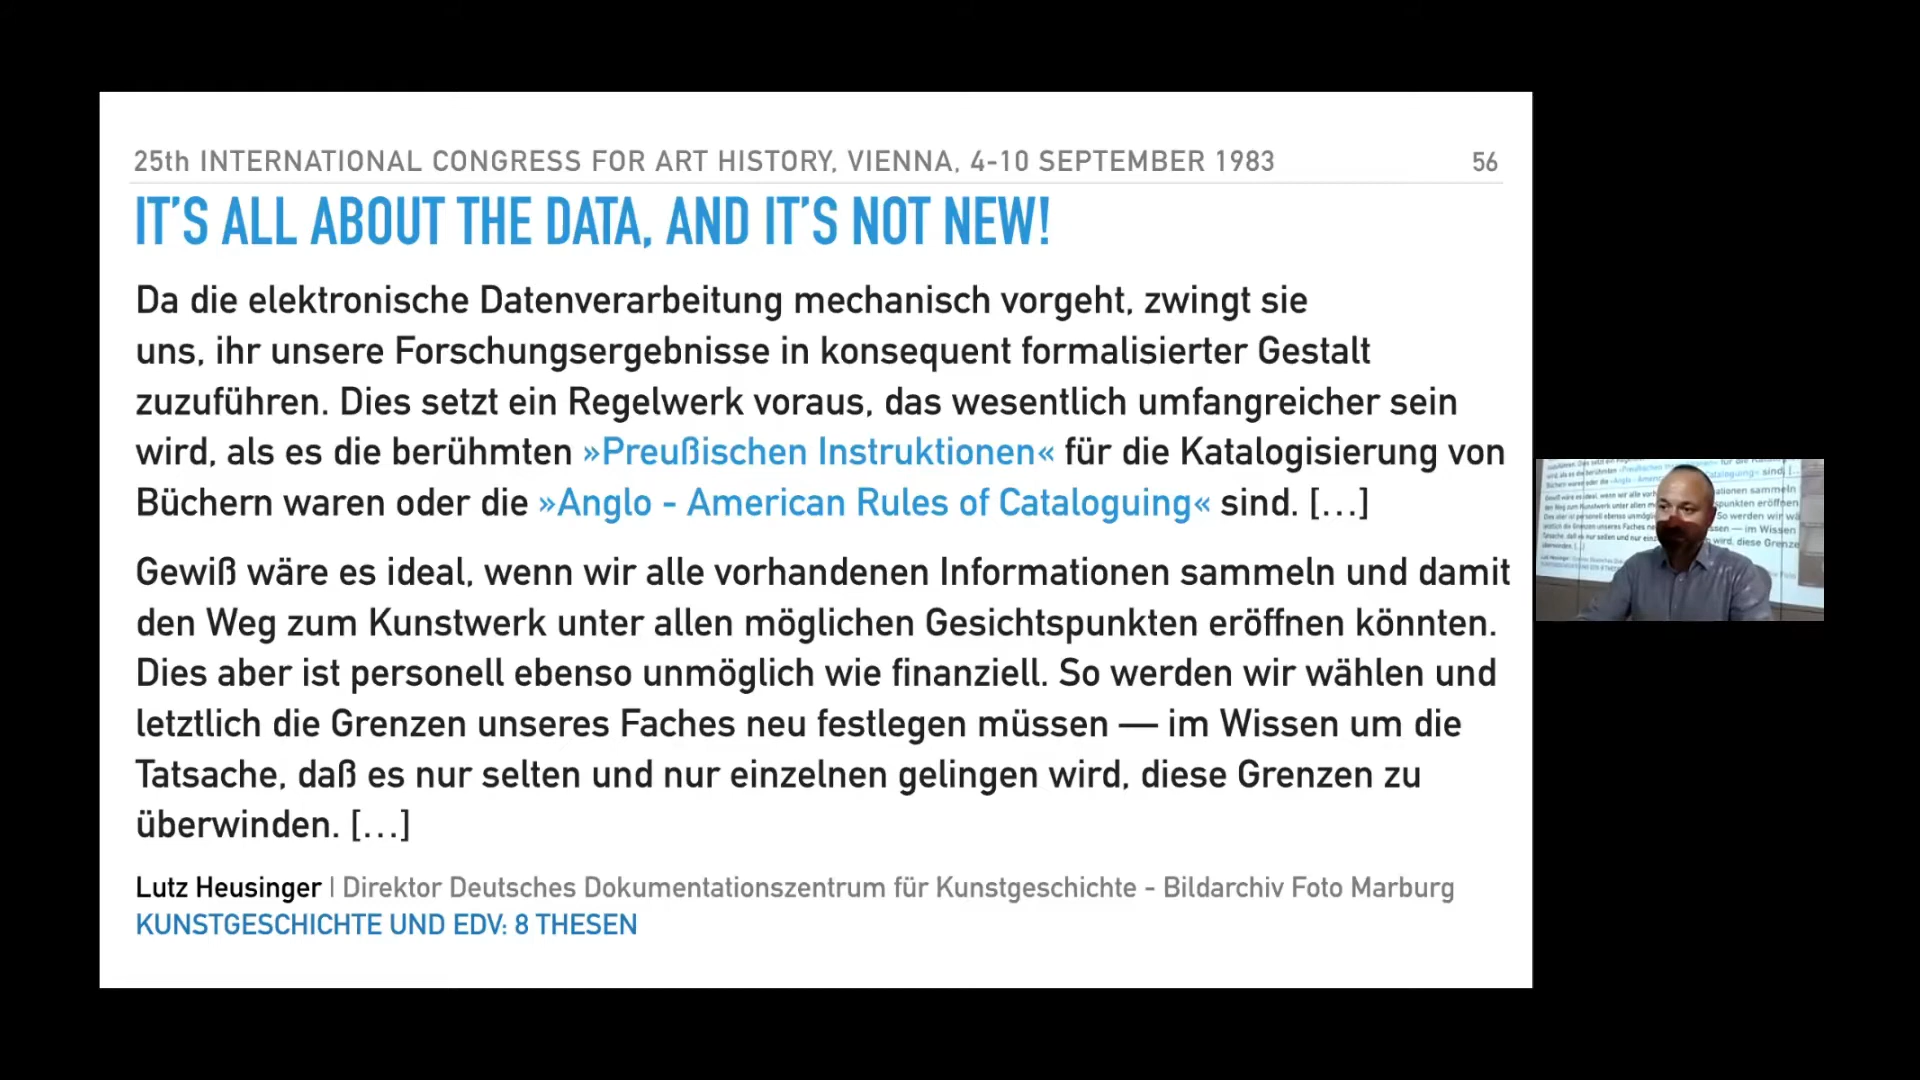 25th INTERNATIONAL CONGRESS FOR ART HISTORY, VIENNA, 4-10 SEPTEMBER 1983 56
IT'S ALL ABOUT THE DATA, AND IT'S NOT NEW!
Da die elektronische Datenverarbeitung mechanisch vorgeht, zwingt sie
uns, ihr unsere Forschungsergebnisse in konsequent formalisierter Gestalt
zuzuführen. Dies setzt ein Regelwerk voraus, das wesentlich umfangreicher sein
wird, als es die berühmten »Preußischen Instruktionen« für die Katalogisierung von
Büchern waren oder die »Anglo - American Rules of Cataloguing« sind. [...]
Gewiß wäre es ideal, wenn wir alle vorhandenen Informationen sammeln und damit
den Weg zum Kunstwerk unter allen möglichen Gesichtspunkten eröffnen könnten.
Dies aber ist personell ebenso unmöglich wie finanziell. So werden wir wählen und
letztlich die Grenzen unseres Faches neu festlegen müssen — im Wissen um die
Tatsache, daß es nur selten und nur einzelnen gelingen wird, diese Grenzen zu
überwinden. [...]
Lutz Heusinger | Direktor Deutsches Dokumentationszentrum für Kunstgeschichte - Bildarchiv Foto Marburg
KUNSTGESCHICHTE UND EDV: 8 THESEN